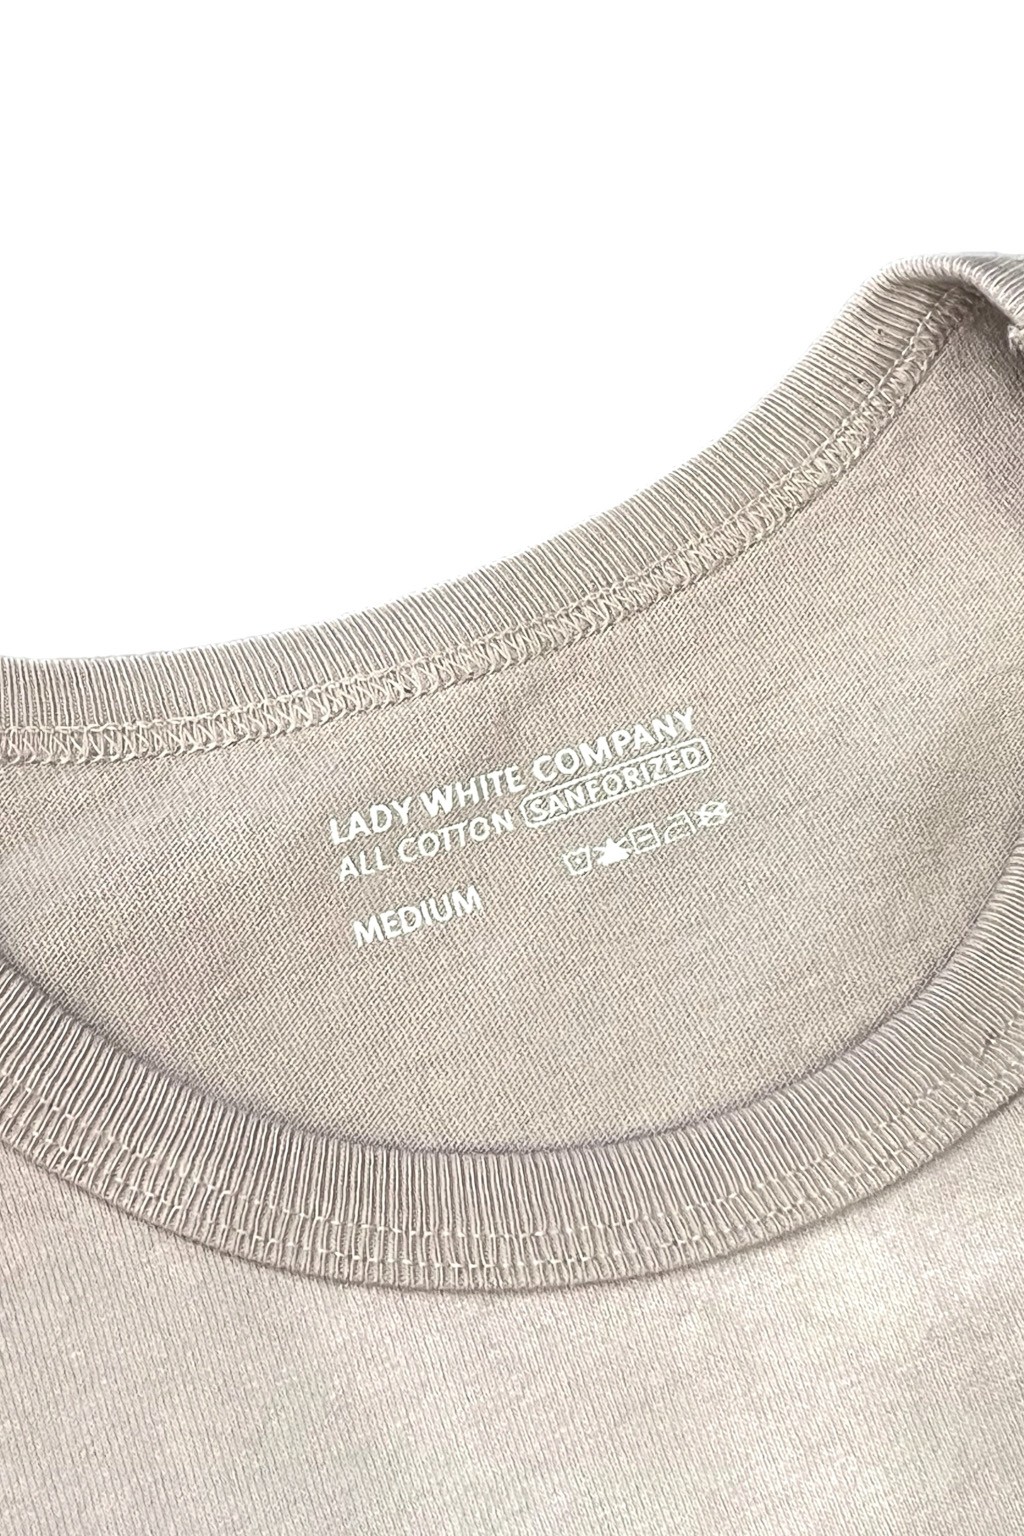 LADY WHITE COMPANY
ALL COTTON SANFORIZED
MEDIUM